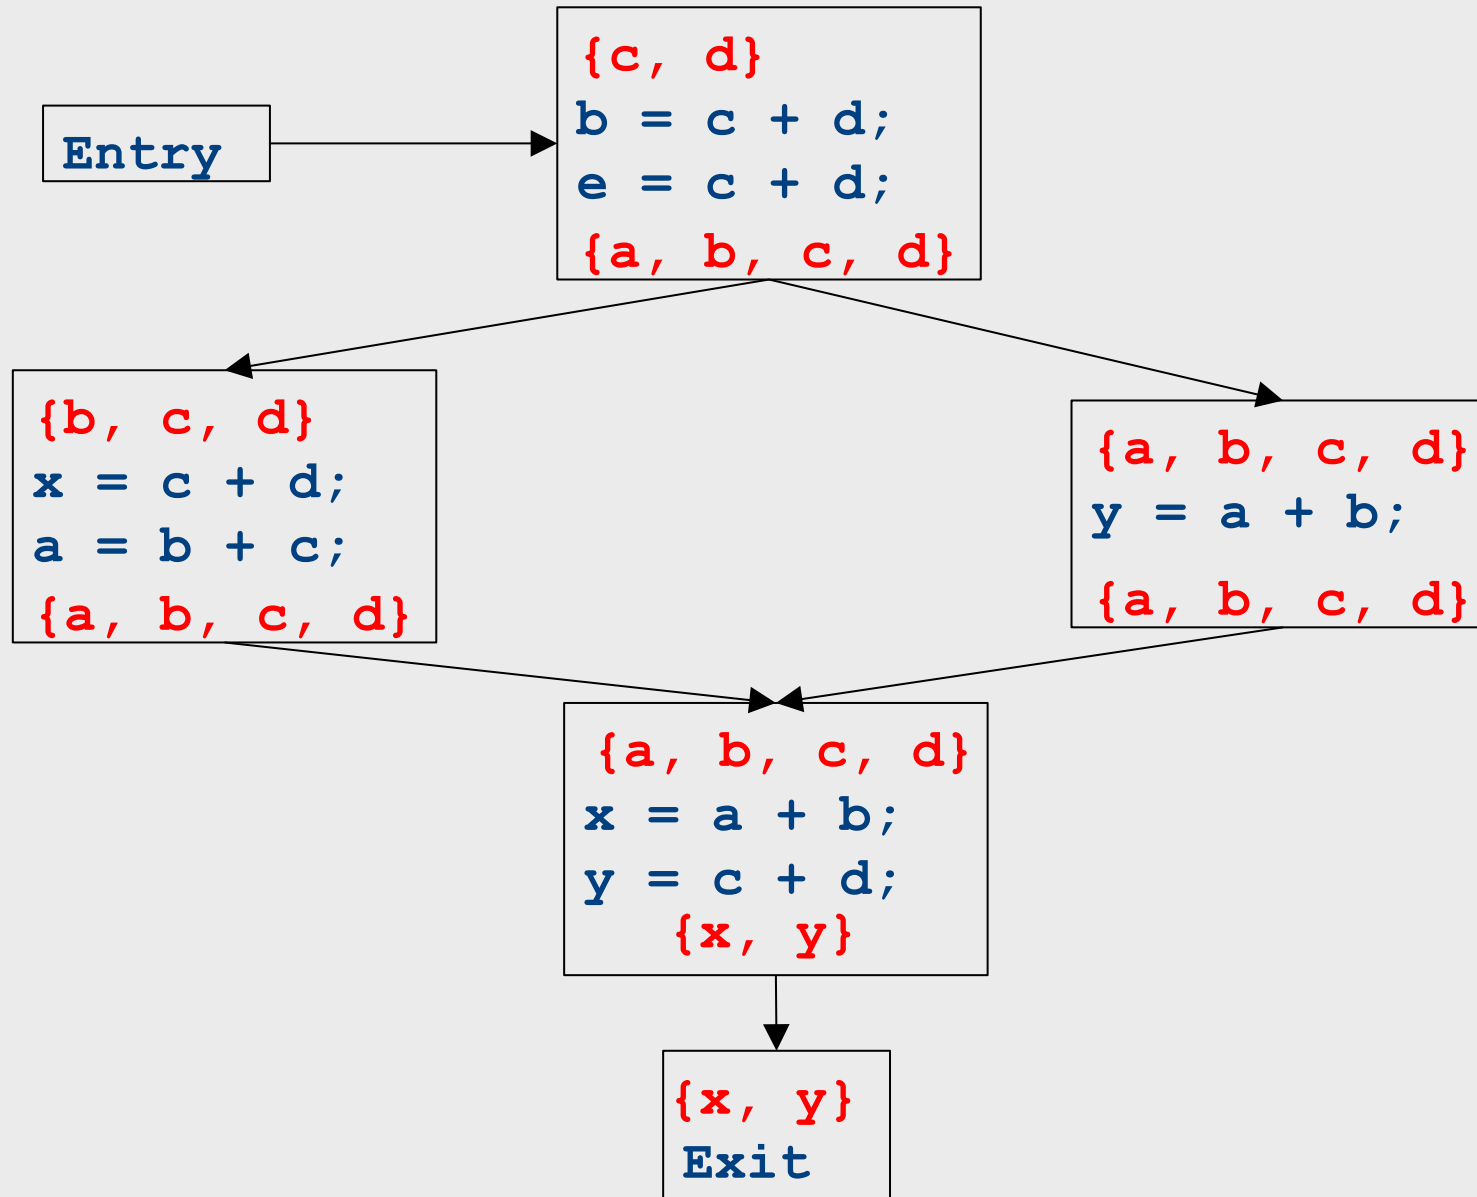 {c, d}
b = c + d;
e = c + d;
{a, b, c, d}
Entry
{b, c, d}
x = c + d;
a = b + c;
{a, b, c, d}
{a, b, c, d}
y = a + b;
{a, b, c, d}
{a, b, c, d}
x = a + b;
y = c + d;
{x, y}
{x, y}
Exit